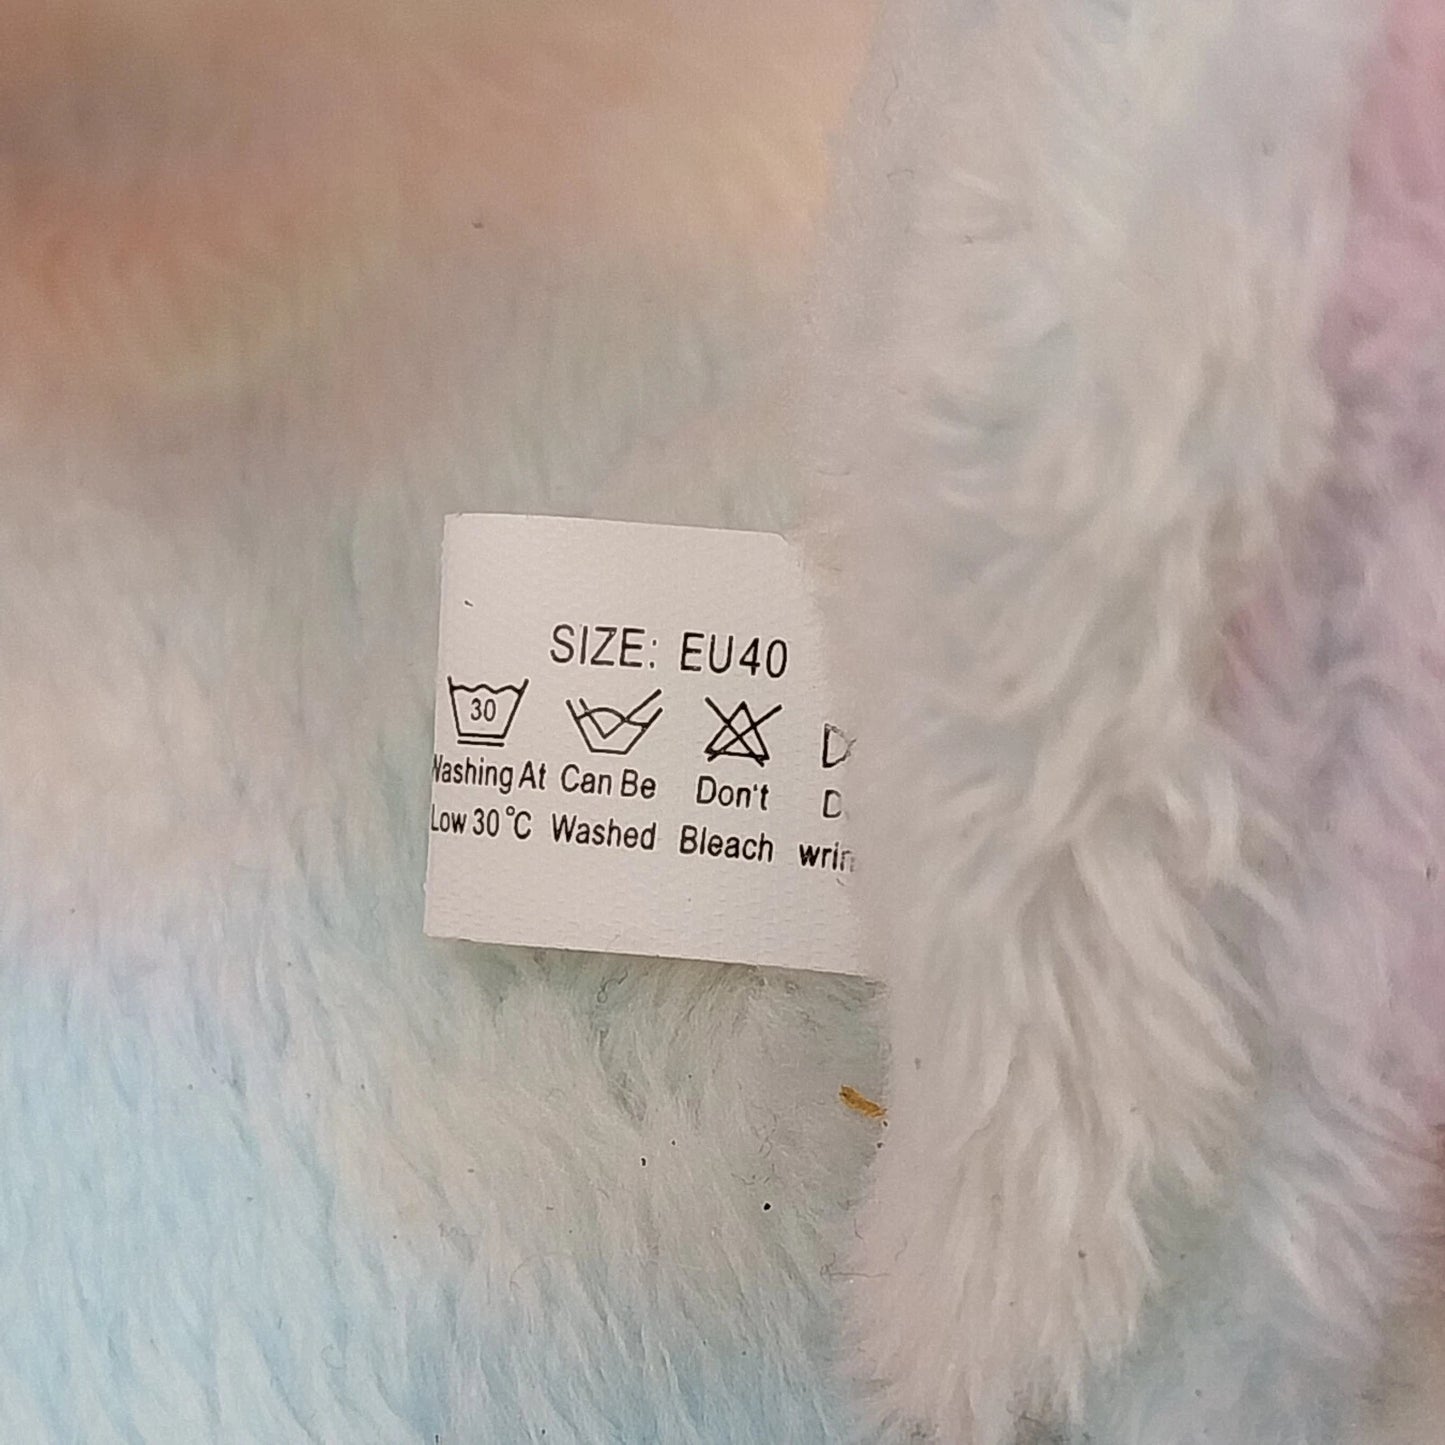 SIZE: EU40
30
Washing At Can Be Don't
Low 30°C Washed Bleach